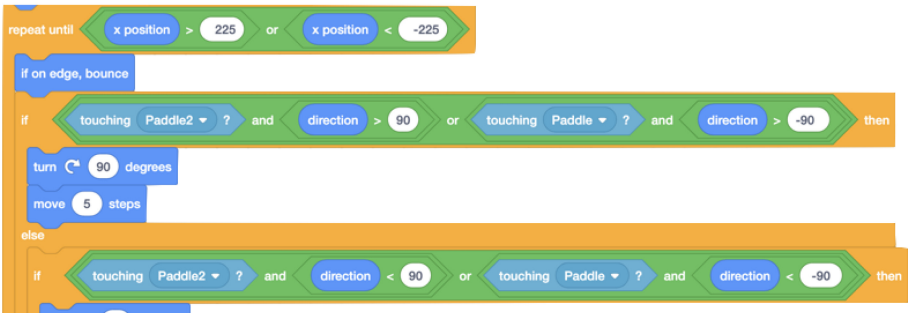 repeat until x position > 225 or x position < -225
if on edge, bounce
if touching Paddle2 ? and direction > 90 or touching Paddle ? and direction > -90 then
turn 90 degrees
move 5 steps
else
if touching Paddle2 ? and direction < 90 or touching Paddle ? and direction < -90 then